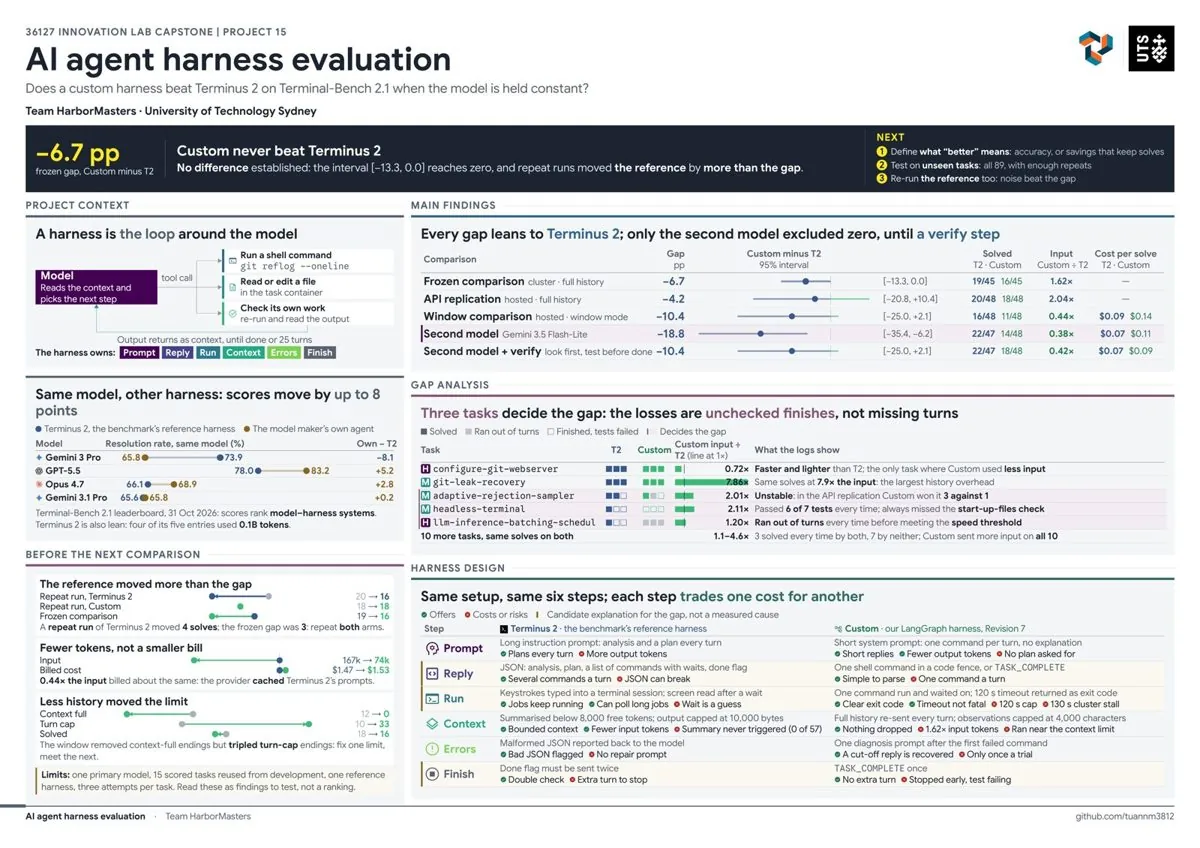 36127 INNOVATION LAB CAPSTONE | PROJECT 15
AI agent harness evaluation
Does a custom harness beat Terminus 2 on Terminal-Bench 2.1 when the model is held constant?
Team HarborMasters · University of Technology Sydney
UTS
−6.7 pp
frozen gap, Custom minus T2
Custom never beat Terminus 2
No difference established: the interval [−13.3, 0.0] reaches zero, and repeat runs moved the reference by more than the gap.
NEXT
1 Define what “better” means: accuracy, or savings that keep solves
2 Test on unseen tasks: all 89, with enough repeats
3 Re-run the reference too: noise beat the gap
PROJECT CONTEXT
A harness is the loop around the model
Model
Reads the context and
picks the next step
tool call
Run a shell command
git reflog --oneline
Read or edit a file
in the task container
Check its own work
re-run and read the output
Output returns as context, until done or 25 turns
The harness owns: Prompt Reply Run Context Errors Finish
Same model, other harness: scores move by up to 8
points
Terminus 2, the benchmark's reference harness The model maker's own agent
Model Resolution rate, same model (%) Own − T2
Gemini 3 Pro 65.8 73.9 −8.1
GPT-5.5 78.0 83.2 +5.2
Opus 4.7 66.1 68.9 +2.8
Gemini 3.1 Pro 65.6 65.8 +0.2
Terminal-Bench 2.1 leaderboard, 31 Oct 2026: scores rank model–harness systems.
Terminus 2 is also lean: four of its five entries used 0.1B tokens.
BEFORE THE NEXT COMPARISON
The reference moved more than the gap
Repeat run, Terminus 2 20 → 16
Repeat run, Custom 18 → 18
Frozen comparison 19 → 16
A repeat run of Terminus 2 moved 4 solves; the frozen gap was 3: repeat both arms.
Fewer tokens, not a smaller bill
Input 167k → 74k
Billed cost $1.47 → $1.53
0.44× the input billed about the same: the provider cached Terminus 2's prompts.
Less history moved the limit
Context full 12 → 0
Turn cap 10 → 33
Solved 18 → 16
The window removed context-full endings but tripled turn-cap endings: fix one limit,
meet the next.
Limits: one primary model, 15 scored tasks reused from development, one reference
harness, three attempts per task. Read these as findings to test, not a ranking.
MAIN FINDINGS
Every gap leans to Terminus 2; only the second model excluded zero, until a verify step
Comparison Gap pp Custom minus T2 95% interval Solved T2 · Custom Input Custom ÷ T2 Cost per solve T2 · Custom
Frozen comparison cluster · full history −6.7 [−13.3, 0.0] 19/45 16/45 1.62× —
API replication hosted · full history −4.2 [−20.8, +10.4] 20/48 18/48 2.04× —
Window comparison hosted · window mode −10.4 [−25.0, +2.1] 16/48 11/48 0.44× $0.09 $0.14
Second model Gemini 3.5 Flash-Lite −18.8 [−35.4, −6.2] 22/47 14/48 0.38× $0.07 $0.11
Second model + verify look first, test before done −10.4 [−25.0, +2.1] 22/47 18/48 0.42× $0.07 $0.09
GAP ANALYSIS
Three tasks decide the gap: the losses are unchecked finishes, not missing turns
Solved Ran out of turns Finished, tests failed Decides the gap
Task T2 Custom Custom input ÷ T2 (line at 1×) What the logs show
H configure-git-webserver 0.72× Faster and lighter than T2; the only task where Custom used less input
M git-leak-recovery 7.86× Same solves at 7.9× the input: the largest history overhead
M adaptive-rejection-sampler 2.01× Unstable: in the API replication Custom won it 3 against 1
M headless-terminal 2.11× Passed 6 of 7 tests every time; always missed the start-up-files check
H llm-inference-batching-schedul 1.20× Ran out of turns every time before meeting the speed threshold
10 more tasks, same solves on both 1.1–4.6× 3 solved every time by both, 7 by neither; Custom sent more input on all 10
HARNESS DESIGN
Same setup, same six steps; each step trades one cost for another
Offers Costs or risks Candidate explanation for the gap, not a measured cause
Step Terminus 2 · the benchmark's reference harness Custom · our LangGraph harness, Revision 7
Prompt
Long instruction prompt: analysis and a plan every turn Short system prompt: one command per turn, no explanation
Plans every turn More output tokens Short replies Fewer output tokens No plan asked for
Reply
JSON: analysis, plan, a list of commands with waits, done flag One shell command in a code fence, or TASK_COMPLETE
Several commands a turn JSON can break Simple to parse One command a turn
Run
Keystrokes typed into a terminal session; screen read after a wait One command run and waited on; 120 s timeout returned as exit code
Jobs keep running Can poll long jobs Wait is a guess Clear exit code Timeout not fatal 120 s cap 130 s cluster stall
Context
Summarised below 8,000 free tokens; output capped at 10,000 bytes Full history re-sent every turn; observations capped at 4,000 characters
Bounded context Fewer input tokens Summary never triggered (0 of 57) Nothing dropped 1.62× input tokens Ran near the context limit
Errors
Malformed JSON reported back to the model One diagnosis prompt after the first failed command
Bad JSON flagged No repair prompt A cut-off reply is recovered Only once a trial
Finish
Done flag must be sent twice TASK_COMPLETE once
Double check Extra turn to stop No extra turn Stopped early, test failing
AI agent harness evaluation · Team HarborMasters
github.com/tuannm3812